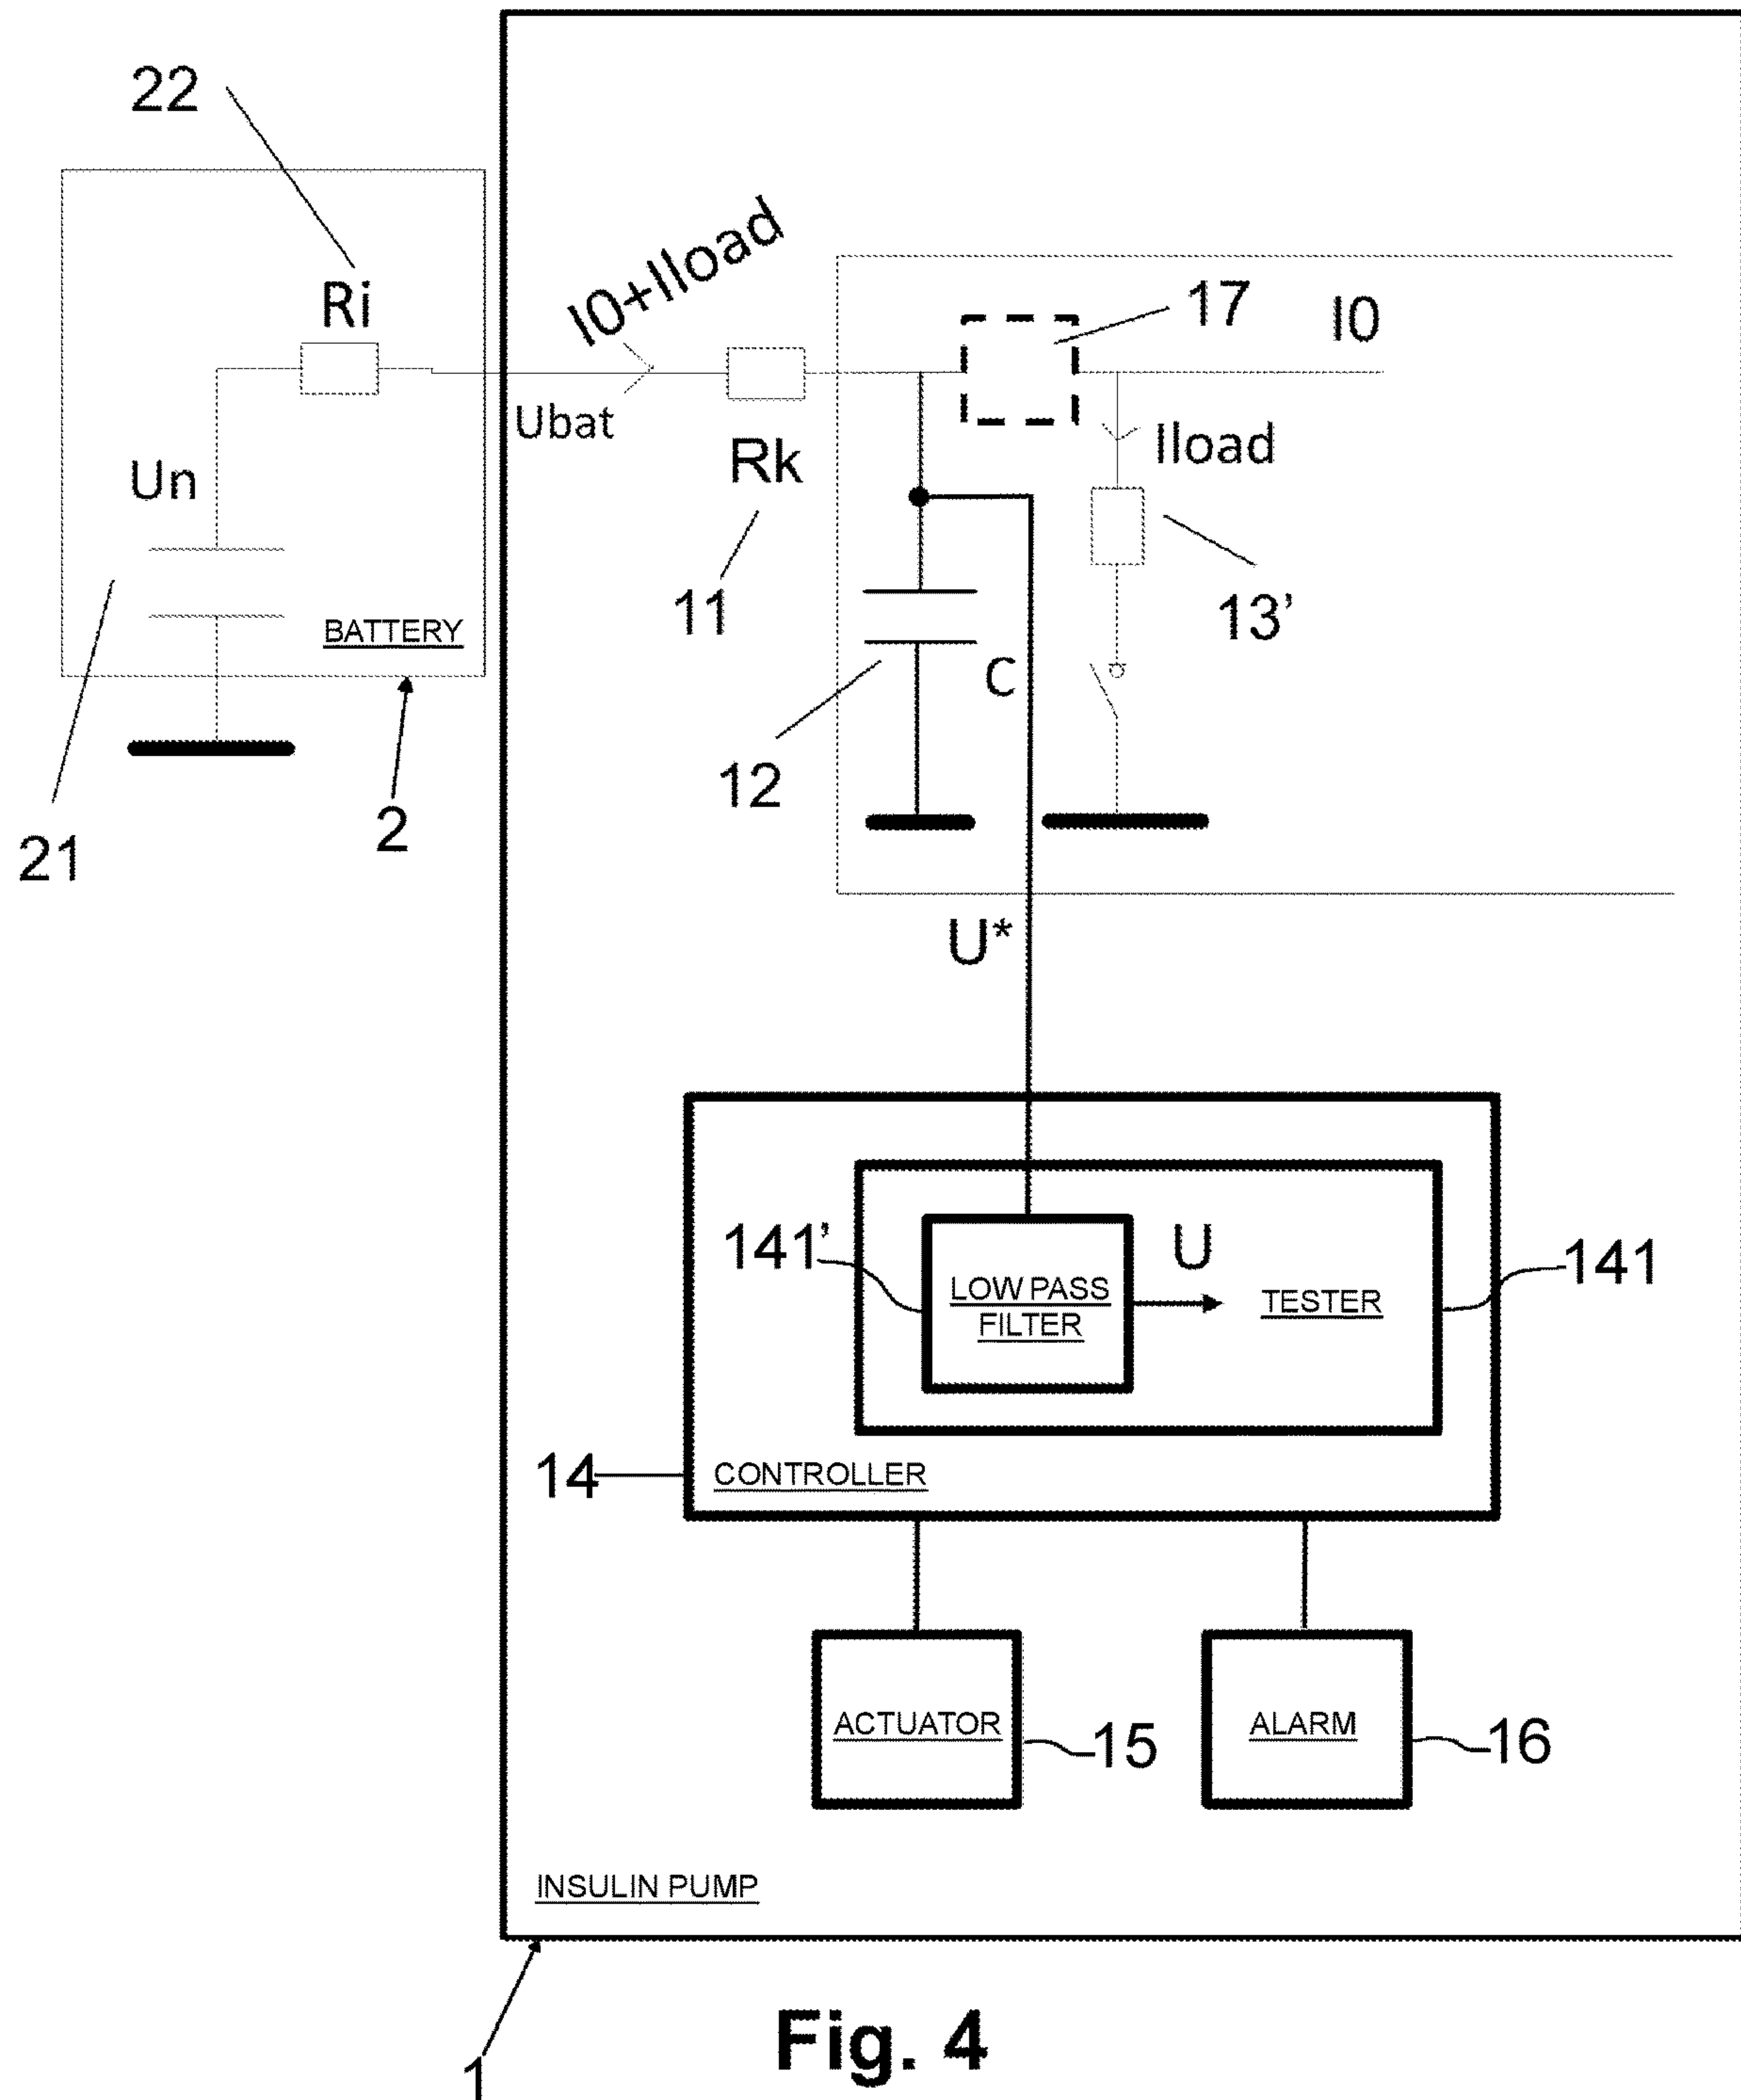 22
I0+Iload
Ri
17
I0
Ubat
Iload
Un
Rk
11
13’
BATTERY
C
12
2
21
U*
141’
U
141
LOW PASS
FILTER
TESTER
14
CONTROLLER
ACTUATOR
15
ALARM
16
INSULIN PUMP
1
Fig. 4